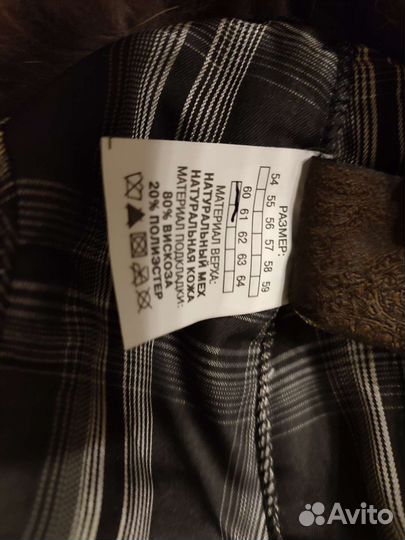 РАЗМЕР:
54 55 56 57 58 59
60 61 62 63 64
МАТЕРИАЛ ВЕРХА:
НАТУРАЛЬНЫЙ МЕХ
НАТУРАЛЬНАЯ КОЖА
МАТЕРИАЛ ПОДКЛАДКИ:
80% ВИСКОЗА
20% ПОЛИЭСТЕР
Avito